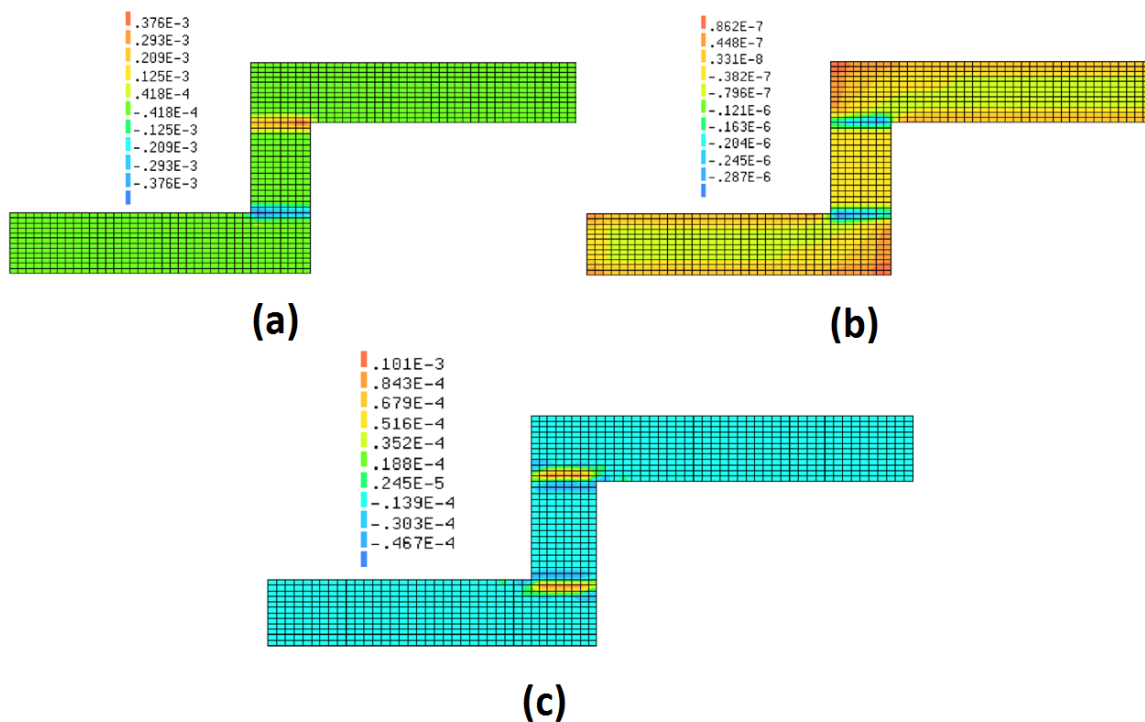 .376E-3
.293E-3
.209E-3
.125E-3
.418E-4
-.418E-4
-.125E-3
-.209E-3
-.293E-3
-.376E-3
(a)
.862E-7
.448E-7
.331E-8
-.382E-7
-.796E-7
-.121E-6
-.163E-6
-.204E-6
-.245E-6
-.287E-6
(b)
.101E-3
.843E-4
.679E-4
.516E-4
.352E-4
.188E-4
.245E-5
-.139E-4
-.303E-4
-.467E-4
(c)